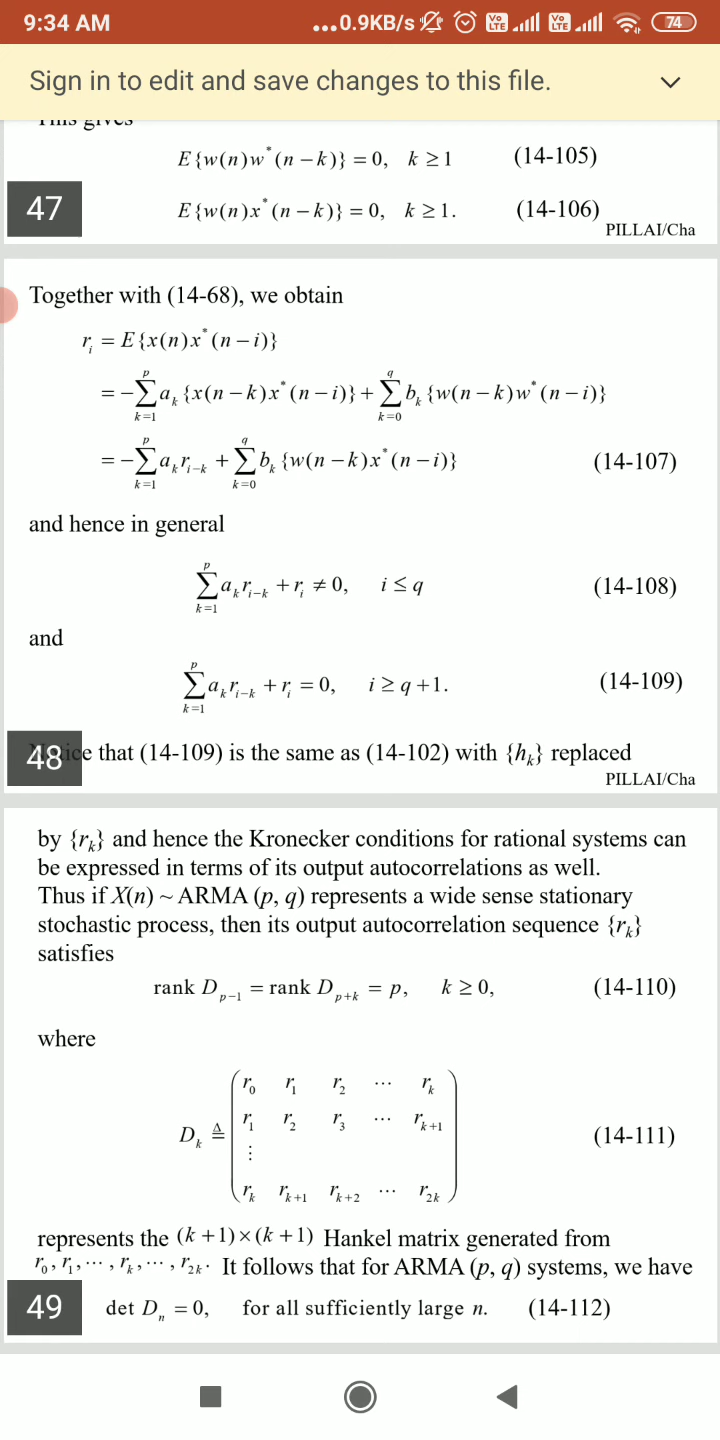 9:34 AM ...0.9KB/s Vo LTE Vo LTE 74
Sign in to edit and save changes to this file.
This gives
E{w(n)w*(n − k)} = 0, k ≥ 1 (14-105)
47
E{w(n)x*(n − k)} = 0, k ≥ 1. (14-106)
PILLAI/Cha
Together with (14-68), we obtain
r_i = E{x(n)x*(n − i)}
= −∑_{k=1}^{p} a_k {x(n − k)x*(n − i)} + ∑_{k=0}^{q} b_k {w(n − k)w*(n − i)}
= −∑_{k=1}^{p} a_k r_{i−k} + ∑_{k=0}^{q} b_k {w(n − k)x*(n − i)} (14-107)
and hence in general
∑_{k=1}^{p} a_k r_{i−k} + r_i ≠ 0, i ≤ q (14-108)
and
∑_{k=1}^{p} a_k r_{i−k} + r_i = 0, i ≥ q + 1. (14-109)
48
Notice that (14-109) is the same as (14-102) with {h_k} replaced
PILLAI/Cha
by {r_k} and hence the Kronecker conditions for rational systems can
be expressed in terms of its output autocorrelations as well.
Thus if X(n) ~ ARMA (p, q) represents a wide sense stationary
stochastic process, then its output autocorrelation sequence {r_k}
satisfies
rank D_{p−1} = rank D_{p+k} = p, k ≥ 0, (14-110)
where
r_0 r_1 r_2 ⋯ r_k
r_1 r_2 r_3 ⋯ r_{k+1}
D_k ≜ (14-111)
⋮
r_k r_{k+1} r_{k+2} ⋯ r_{2k}
represents the (k + 1) × (k + 1) Hankel matrix generated from
r_0, r_1, ⋯, r_k, ⋯, r_{2k}. It follows that for ARMA (p, q) systems, we have
49
det D_n = 0, for all sufficiently large n. (14-112)